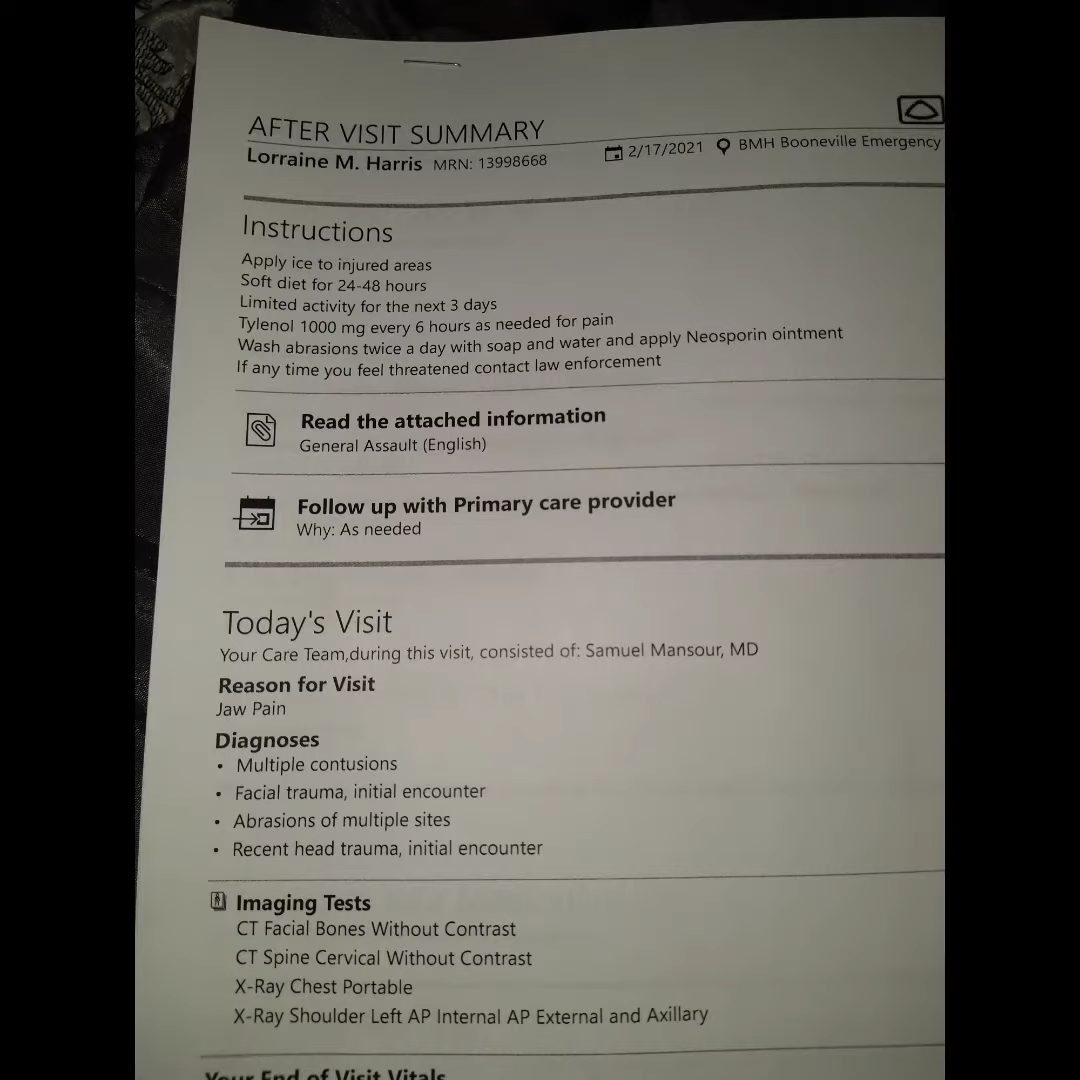 AFTER VISIT SUMMARY
Lorraine M. Harris MRN: 13998668 2/17/2021 BMH Booneville Emergency
Instructions
Apply ice to injured areas
Soft diet for 24-48 hours
Limited activity for the next 3 days
Tylenol 1000 mg every 6 hours as needed for pain
Wash abrasions twice a day with soap and water and apply Neosporin ointment
If any time you feel threatened contact law enforcement
Read the attached information
General Assault (English)
Follow up with Primary care provider
Why: As needed
Today's Visit
Your Care Team,during this visit, consisted of: Samuel Mansour, MD
Reason for Visit
Jaw Pain
Diagnoses
• Multiple contusions
• Facial trauma, initial encounter
• Abrasions of multiple sites
• Recent head trauma, initial encounter
Imaging Tests
CT Facial Bones Without Contrast
CT Spine Cervical Without Contrast
X-Ray Chest Portable
X-Ray Shoulder Left AP Internal AP External and Axillary
Your End of Visit Vitals